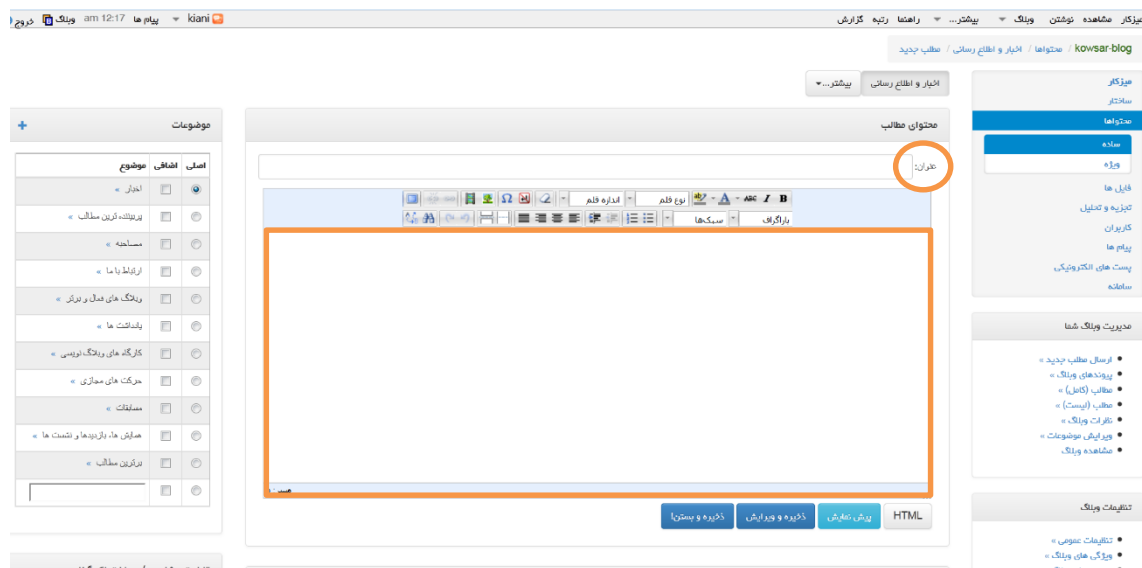 میزکار مشاهده نوشتن وبلاگ بیشتر... راهنما رتبه گزارش
kiani پیام ها 12:17 am وبلاگ خروج
kowsar-blog / محتواها / اخبار و اطلاع رسانی / مطلب جدید
میزکار
ساختار
محتواها
ساده
ویژه
فایل ها
تجزیه و تحلیل
کاربران
پیام ها
پست های الکترونیکی
سامانه
مدیریت وبلاگ شما
ارسال مطلب جدید »
پیوندهای وبلاگ »
مطالب (کامل) »
مطلب (لیست) »
نظرات وبلاگ »
ویرایش موضوعات »
مشاهده وبلاگ
تنظیمات وبلاگ
تنظیمات عمومی »
ویژگی های وبلاگ »
اخبار و اطلاع رسانی بیشتر...
محتوای مطالب
عنوان:
B I ABC A نوع قلم اندازه قلم
پاراگراف سبک‌ها
HTML پیش نمایش ذخیره و ویرایش ذخیره و بستن!
موضوعات +
اصلی اضافی موضوع
اخبار »
پربیننده ترین مطالب »
مصاحبه »
ارتباط با ما »
وبلاگ های فعال و برتر »
یادداشت ها »
کارگاه های وبلاگ نویسی »
حرکت های مجازی »
مسابقات »
همایش ها، بازدیدها و نشست ها »
برترین مطالب »